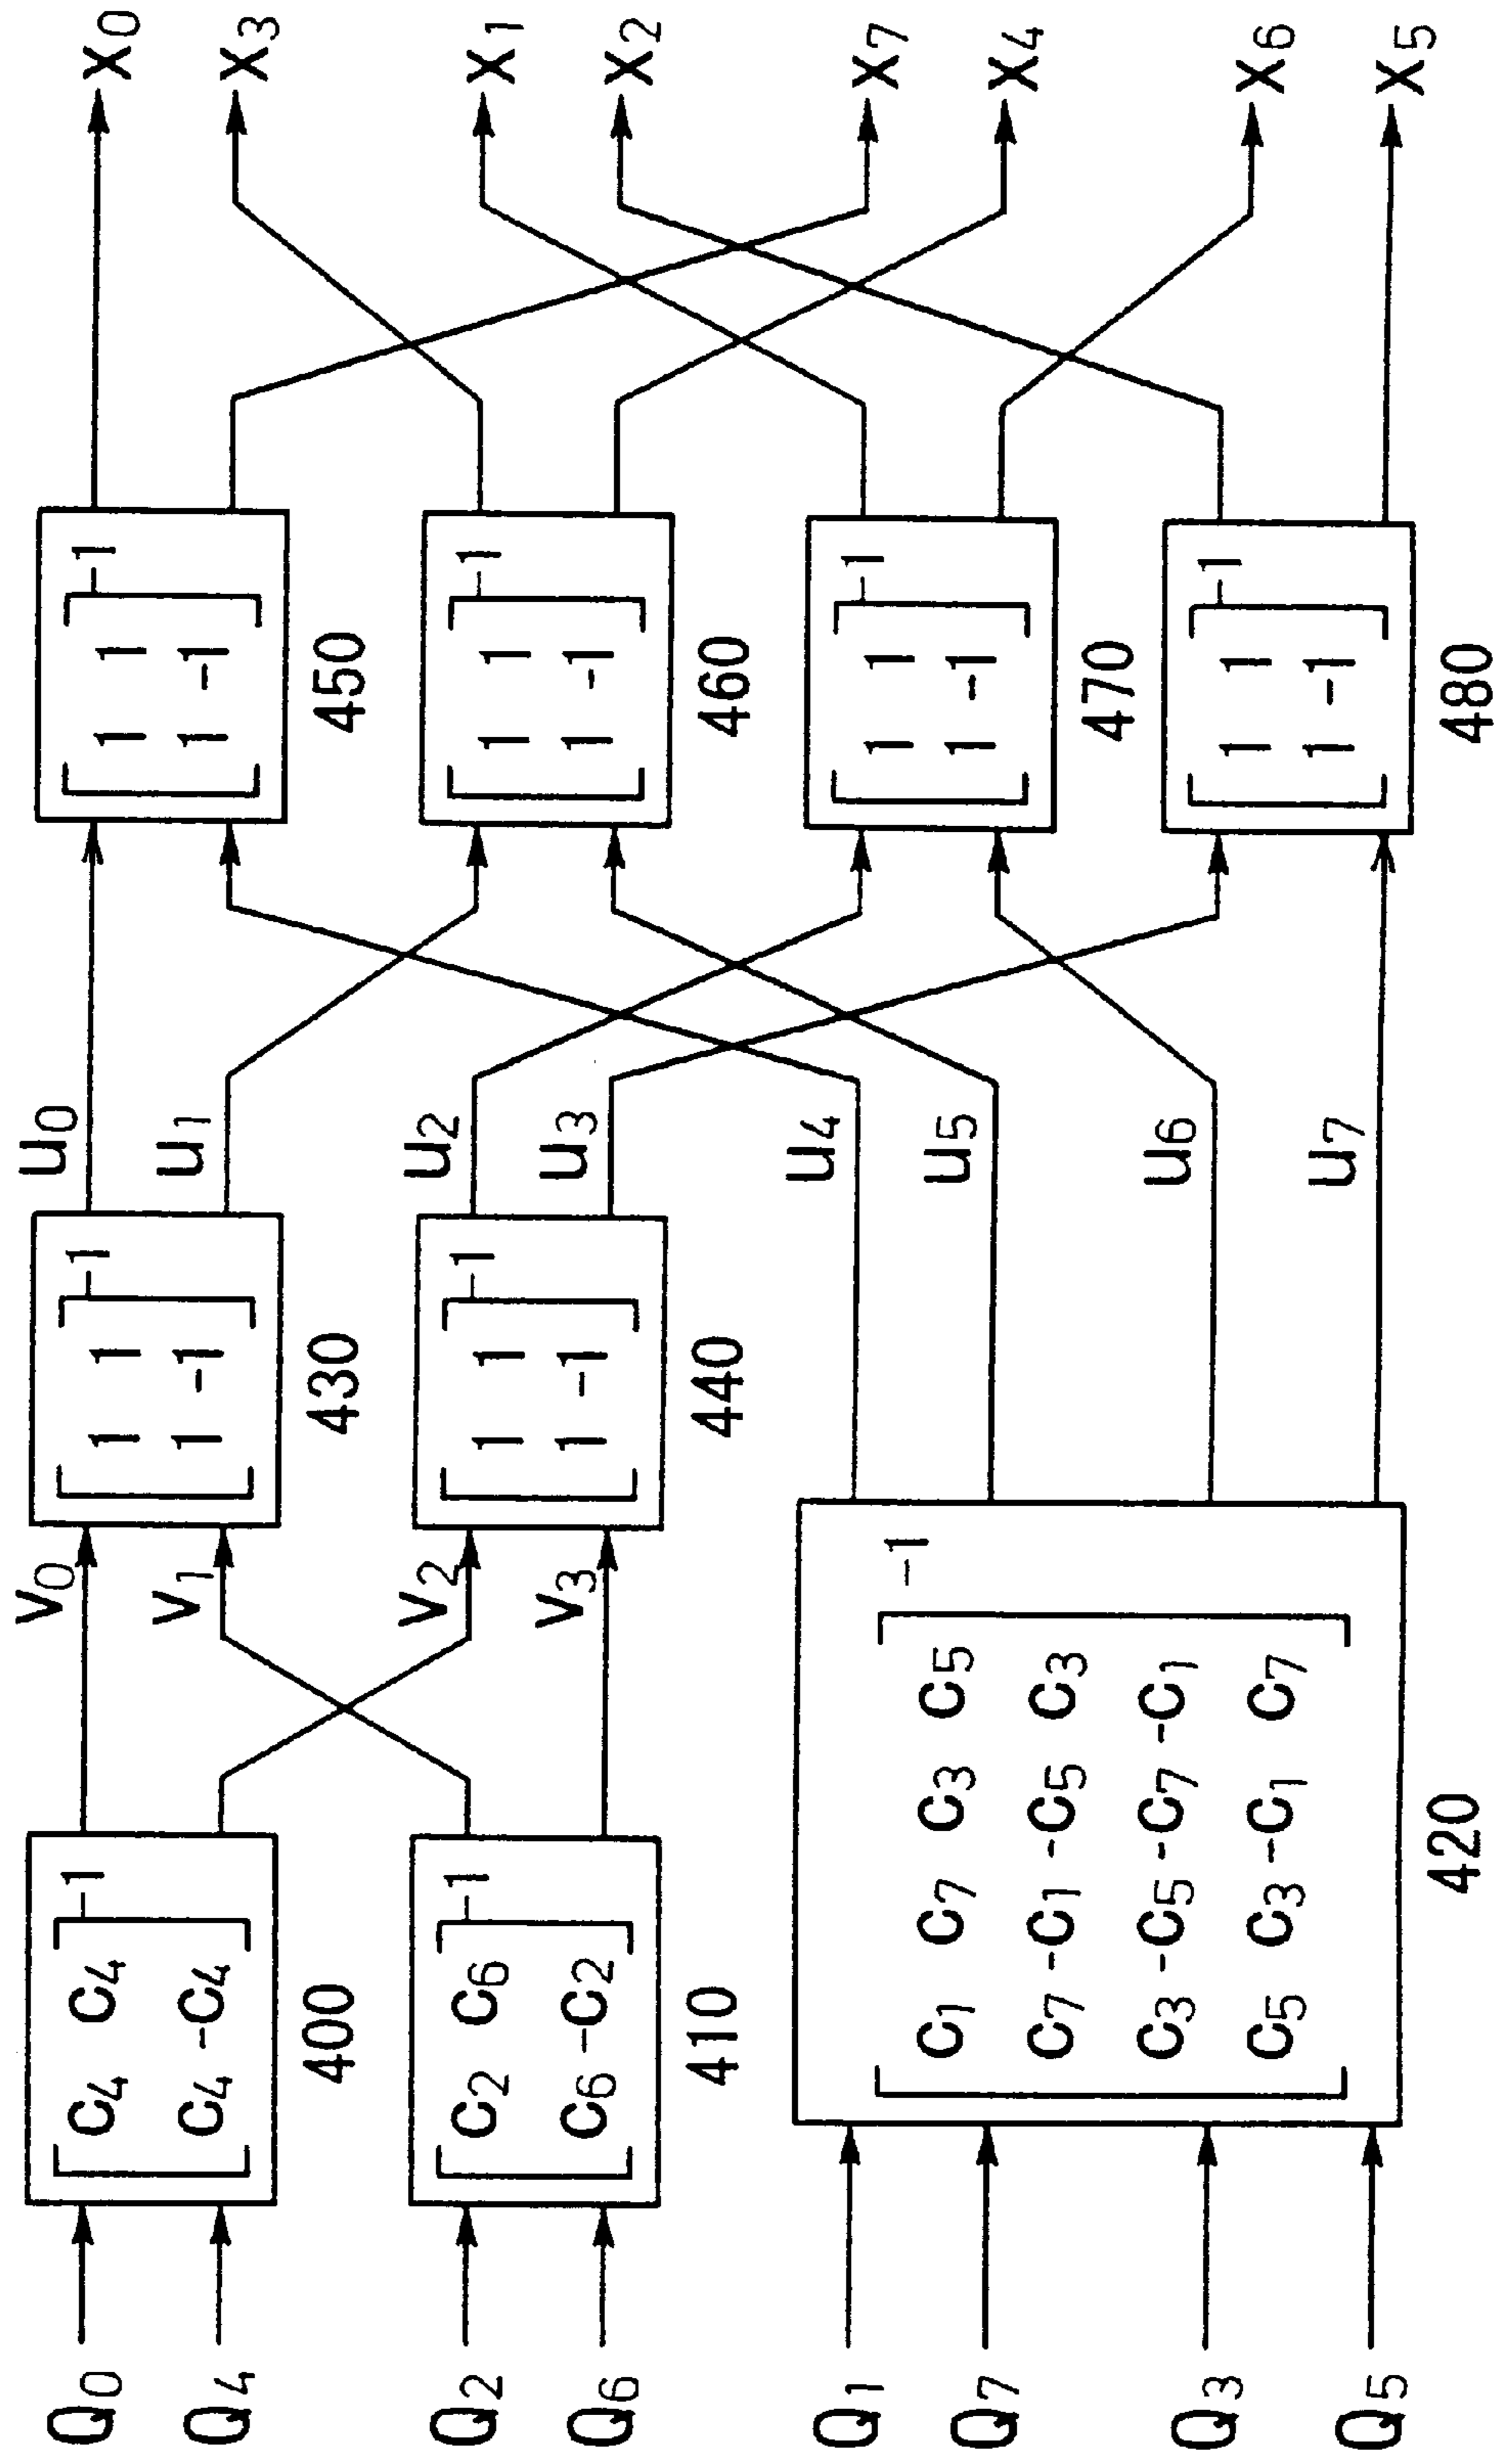 Q₀
Q₄
Q₂
Q₆
Q₁
Q₇
Q₃
Q₅
c₄ c₄ -1
c₄ -c₄
400
c₂ c₆ -1
c₆ -c₂
410
c₁ c₇ c₃ c₅ -1
c₇ -c₁ -c₅ c₃
c₃ -c₅ -c₇ -c₁
c₅ c₃ -c₁ c₇
420
v₀
v₁
v₂
v₃
1 1 -1
1 -1
430
1 1 -1
1 -1
440
u₀
u₁
u₂
u₃
u₄
u₅
u₆
u₇
1 1 -1
1 -1
450
1 1 -1
1 -1
460
1 1 -1
1 -1
470
1 1 -1
1 -1
480
x₀
x₃
x₁
x₂
x₇
x₄
x₆
x₅